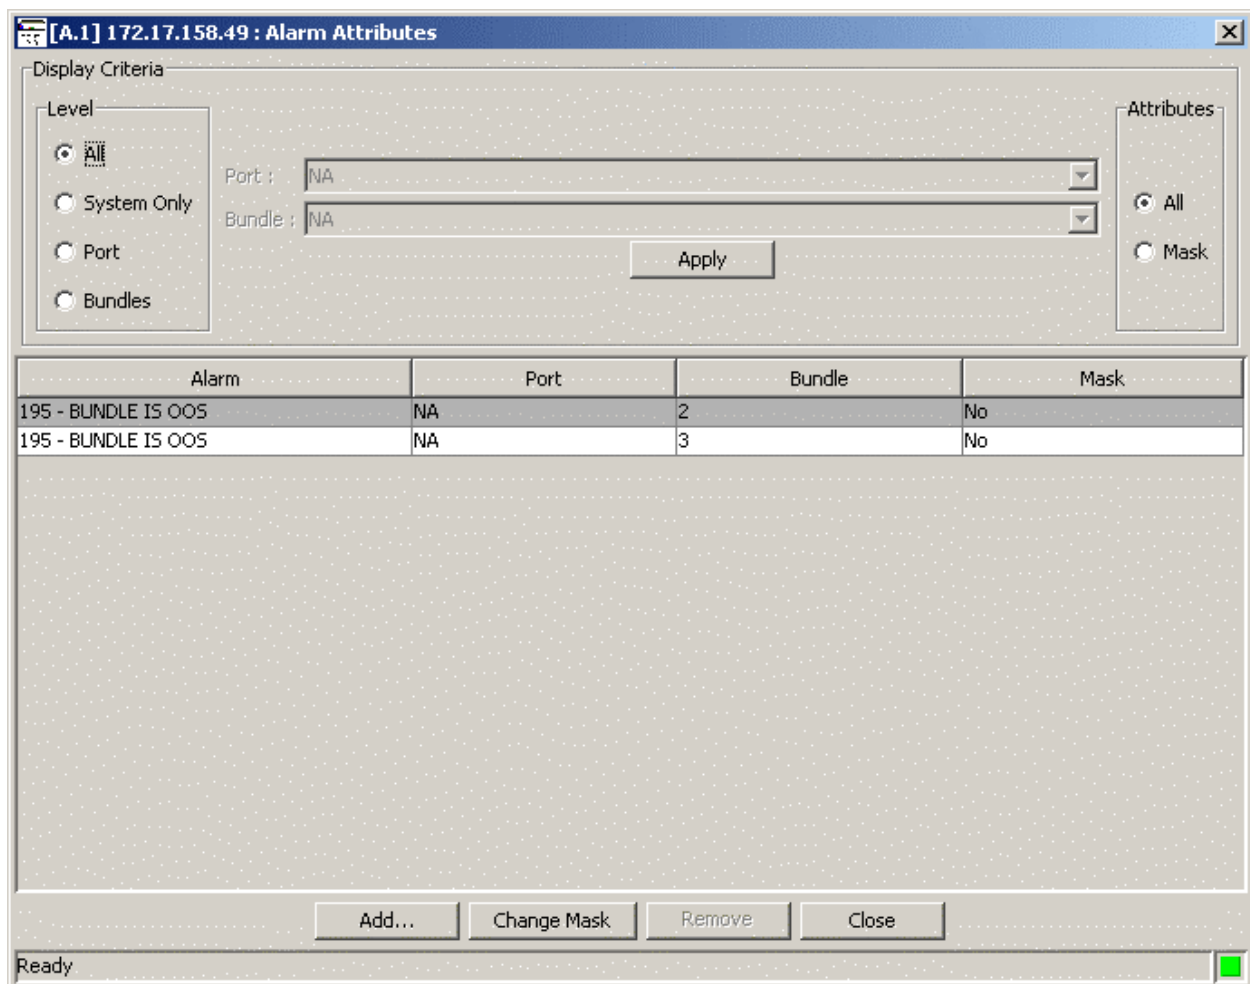 [A.1] 172.17.158.49 : Alarm Attributes
Display Criteria
Level
All
System Only
Port
Bundles
Port : NA
Bundle : NA
Apply
Attributes
All
Mask
Alarm Port Bundle Mask
195 - BUNDLE IS OOS NA 2 No
195 - BUNDLE IS OOS NA 3 No
Add... Change Mask Remove Close
Ready